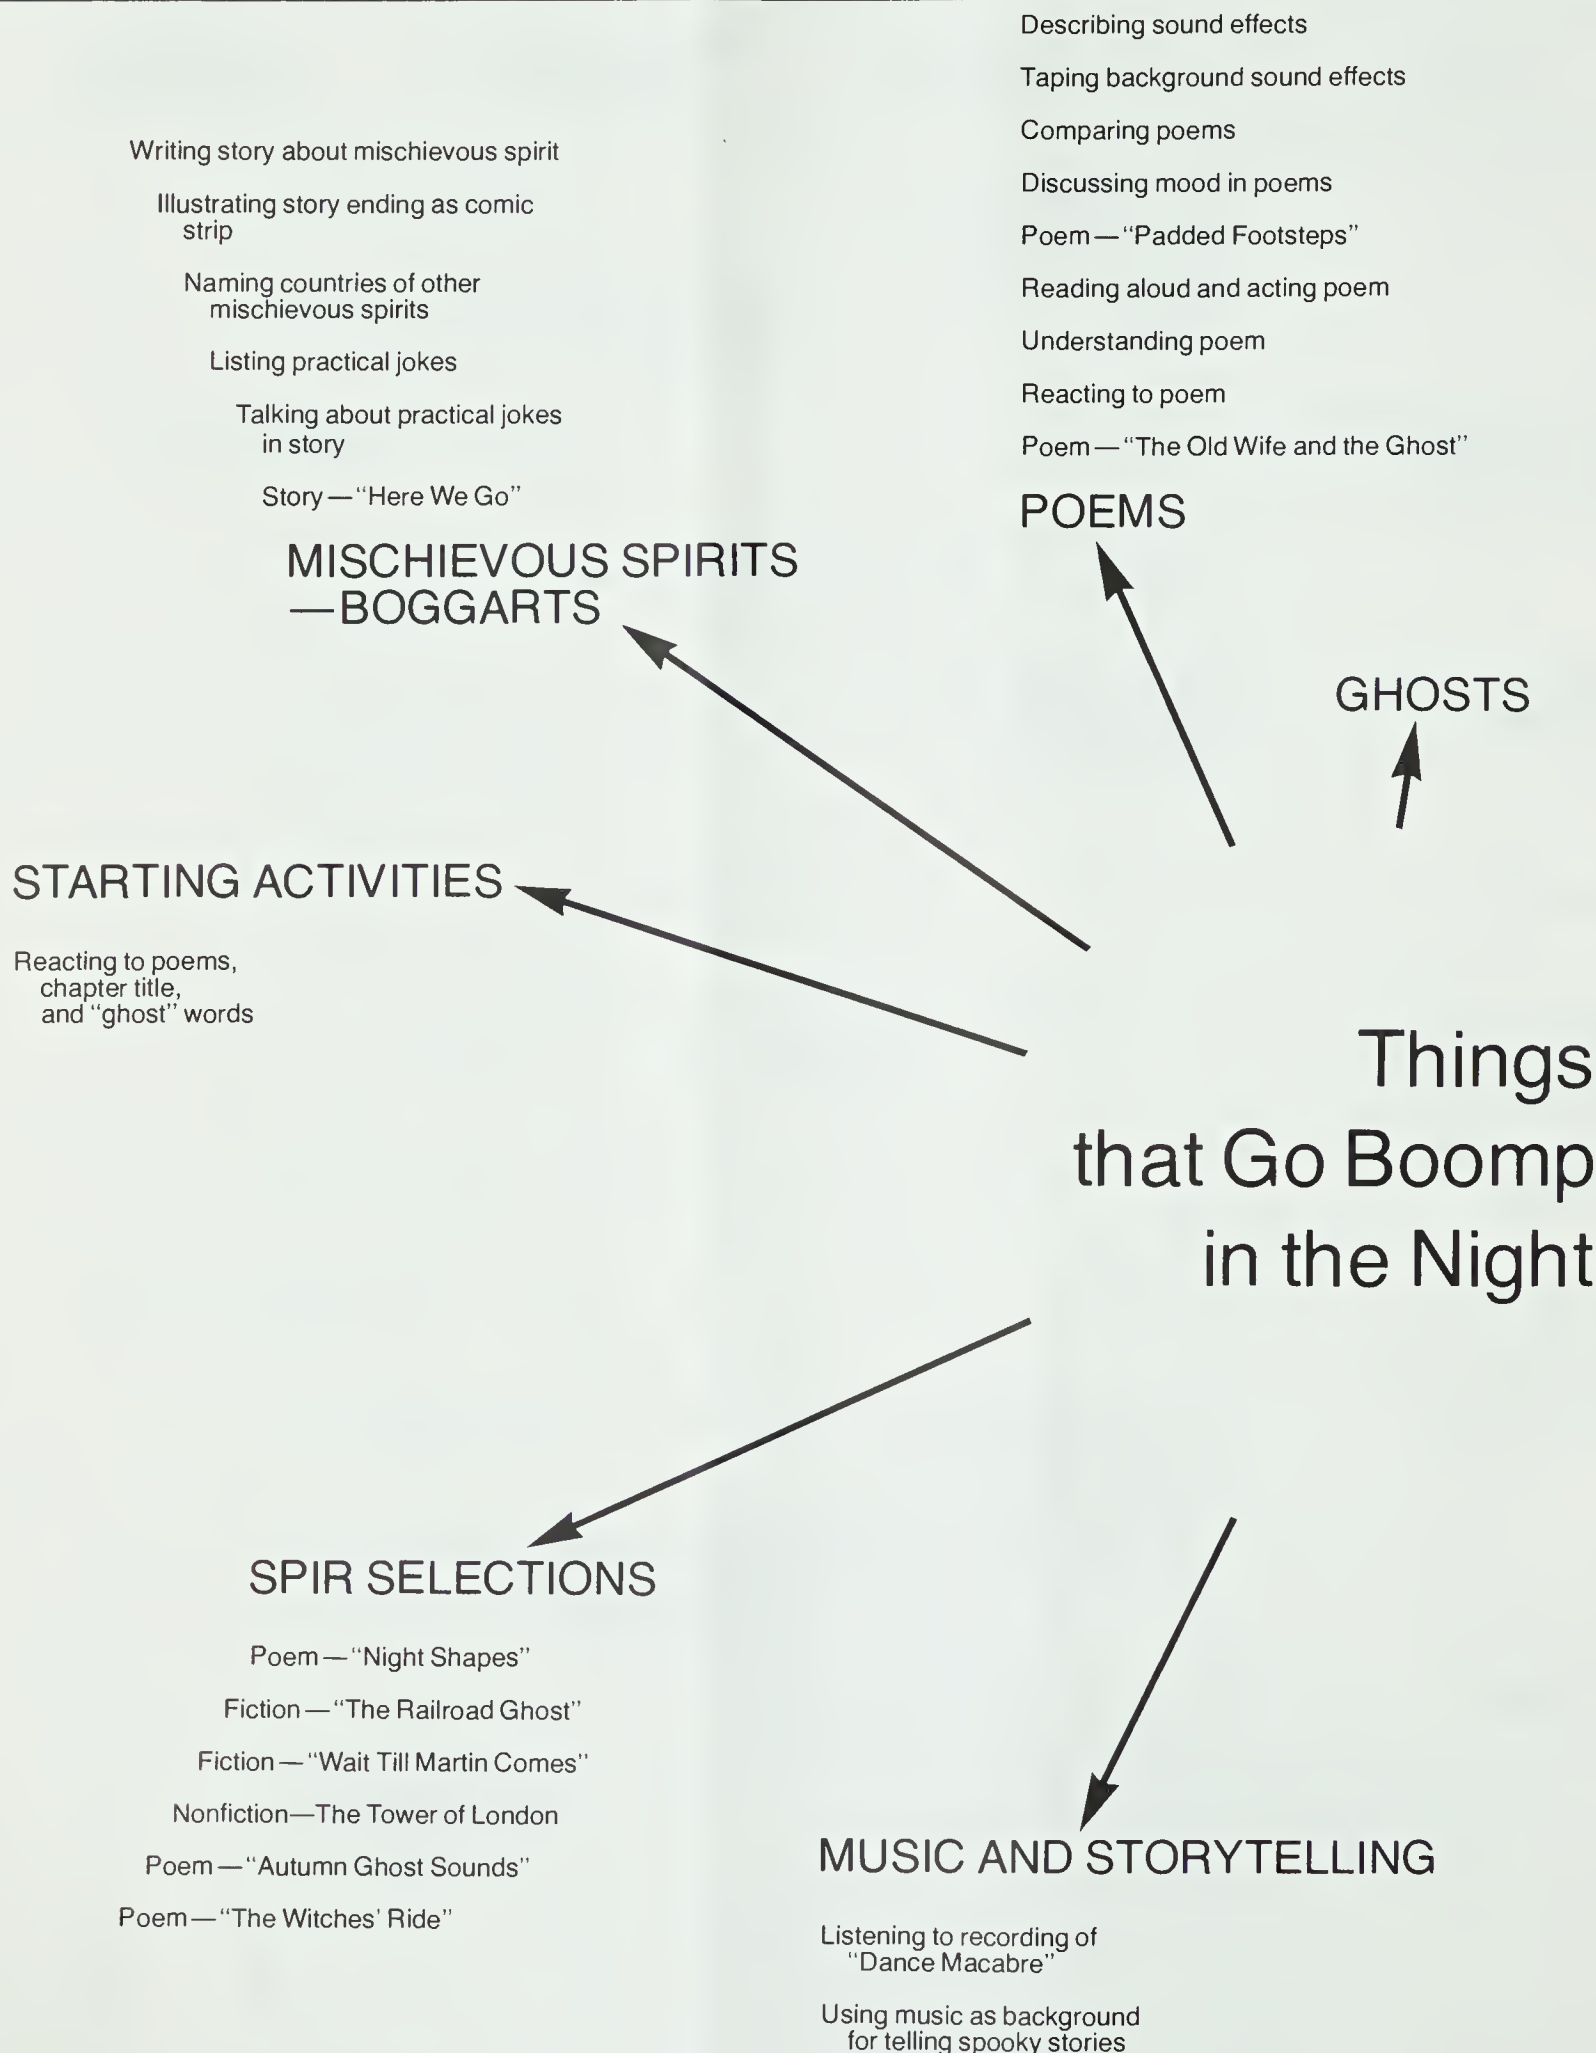 Describing sound effects
Taping background sound effects
Comparing poems
Discussing mood in poems
Poem — “Padded Footsteps”
Reading aloud and acting poem
Understanding poem
Reacting to poem
Poem — “The Old Wife and the Ghost”
POEMS
Writing story about mischievous spirit
Illustrating story ending as comic
strip
Naming countries of other
mischievous spirits
Listing practical jokes
Talking about practical jokes
in story
Story — “Here We Go”
MISCHIEVOUS SPIRITS
—BOGGARTS
GHOSTS
STARTING ACTIVITIES
Reacting to poems,
chapter title,
and “ghost” words
Things
that Go Boomp
in the Night
SPIR SELECTIONS
Poem — “Night Shapes”
Fiction — “The Railroad Ghost”
Fiction — “Wait Till Martin Comes”
Nonfiction—The Tower of London
Poem — “Autumn Ghost Sounds”
Poem — “The Witches’ Ride”
MUSIC AND STORYTELLING
Listening to recording of
“Dance Macabre”
Using music as background
for telling spooky stories